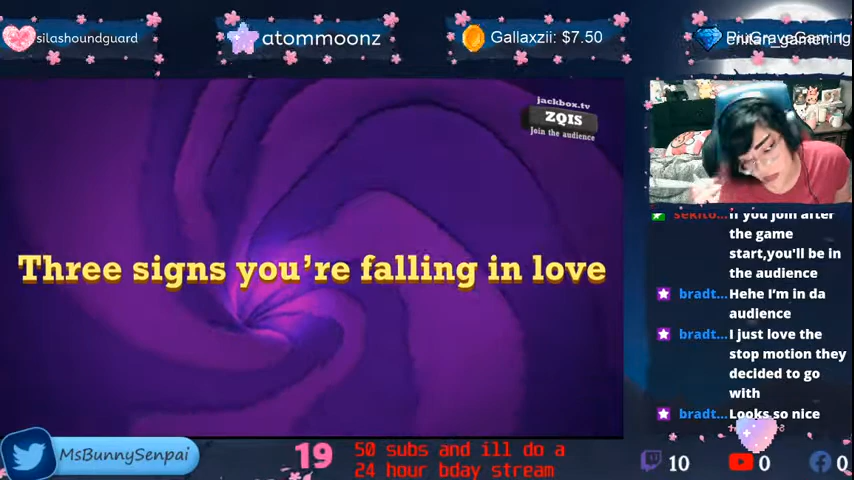 silashoundguard
atommoonz
Gallaxzii: $7.50
jackbox.tv
ZQIS
Join the audience
Three signs you're falling in love
If you join after
the game
start,you'll be in
the audience
bradt... Hehe I'm in da
audience
bradt... I just love the
stop motion they
decided to go
with
bradt... Looks so nice
MsBunnySenpai
19
50 subs and ill do a
24 hour bday stream
10
0
0